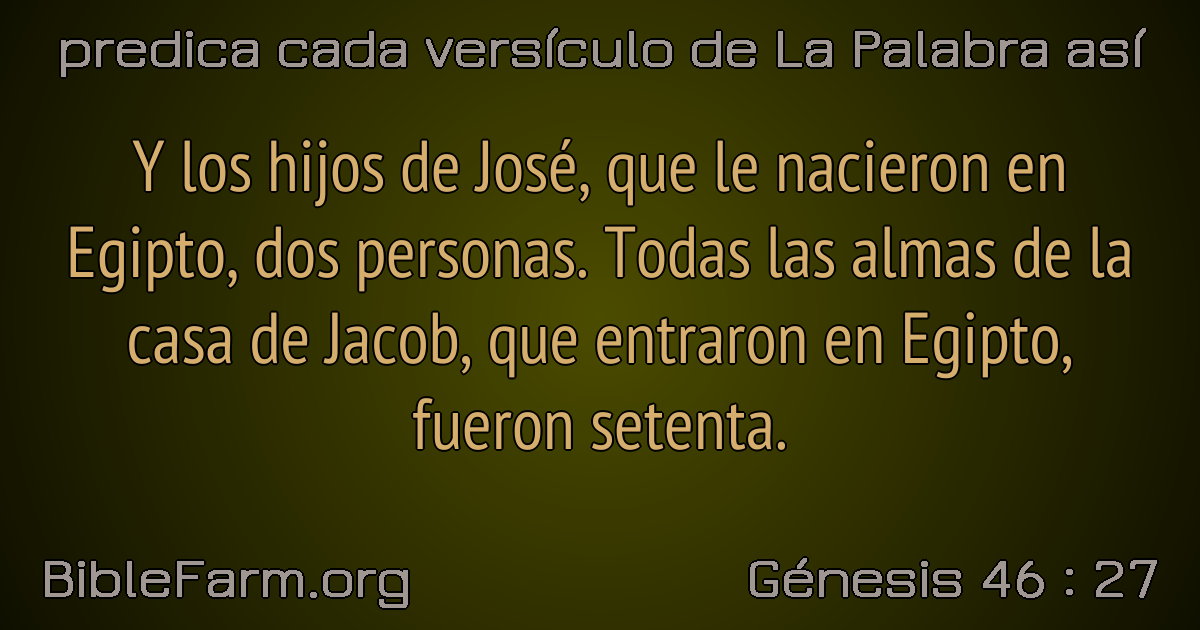 predica cada versículo de La Palabra así
Y los hijos de José, que le nacieron en
Egipto, dos personas. Todas las almas de la
casa de Jacob, que entraron en Egipto,
fueron setenta.
BibleFarm.org
Génesis 46 : 27